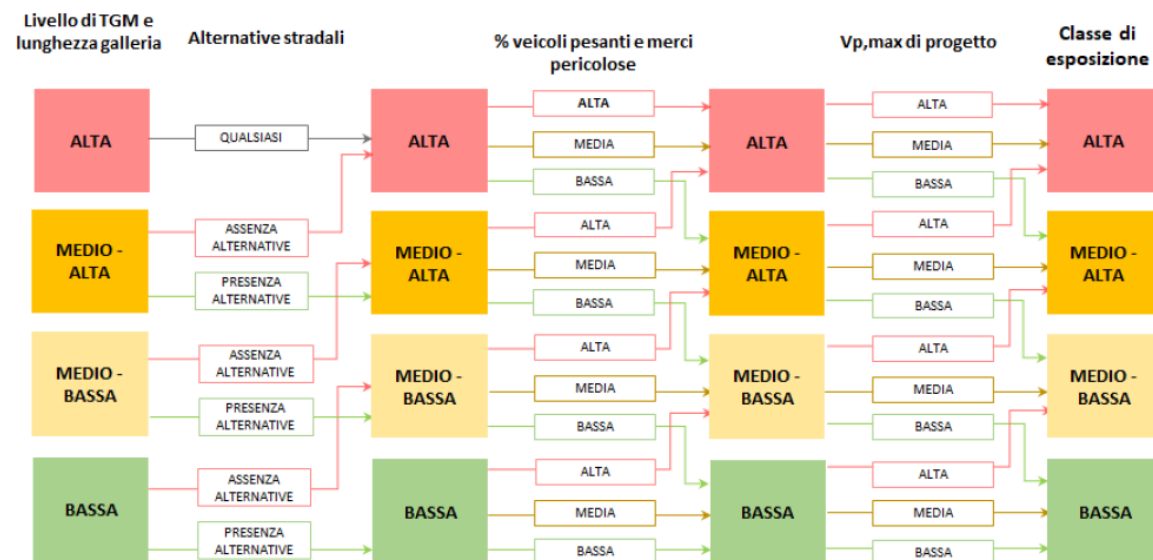 Livello di TGM e
lunghezza galleria
Alternative stradali
% veicoli pesanti e merci
pericolose
Vp,max di progetto
Classe di
esposizione
ALTA
QUALSIASI
ALTA
ALTA
MEDIA
BASSA
ALTA
ALTA
MEDIA
BASSA
ALTA
MEDIO -
ALTA
ASSENZA
ALTERNATIVE
PRESENZA
ALTERNATIVE
MEDIO -
ALTA
ALTA
MEDIA
BASSA
MEDIO -
ALTA
ALTA
MEDIA
BASSA
MEDIO -
ALTA
MEDIO -
BASSA
ASSENZA
ALTERNATIVE
PRESENZA
ALTERNATIVE
MEDIO -
BASSA
ALTA
MEDIA
BASSA
MEDIO -
BASSA
ALTA
MEDIA
BASSA
MEDIO -
BASSA
BASSA
ASSENZA
ALTERNATIVE
PRESENZA
ALTERNATIVE
BASSA
ALTA
MEDIA
BASSA
BASSA
ALTA
MEDIA
BASSA
BASSA